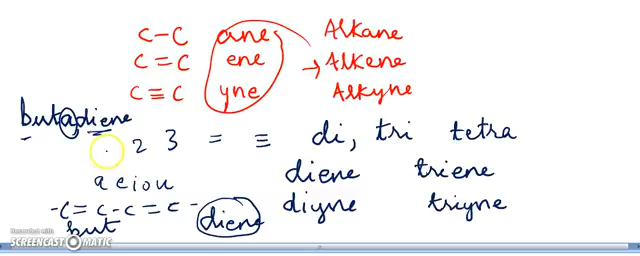 C-C ane Alkane
C=C ene → Alkene
C≡C yne Alkyne
butadiene
2 3 = ≡ di, tri tetra
a e i o u diene triene
-C=C-C=C- diene diyne triyne
but
Recorded with
SCREENCAST-O-MATIC